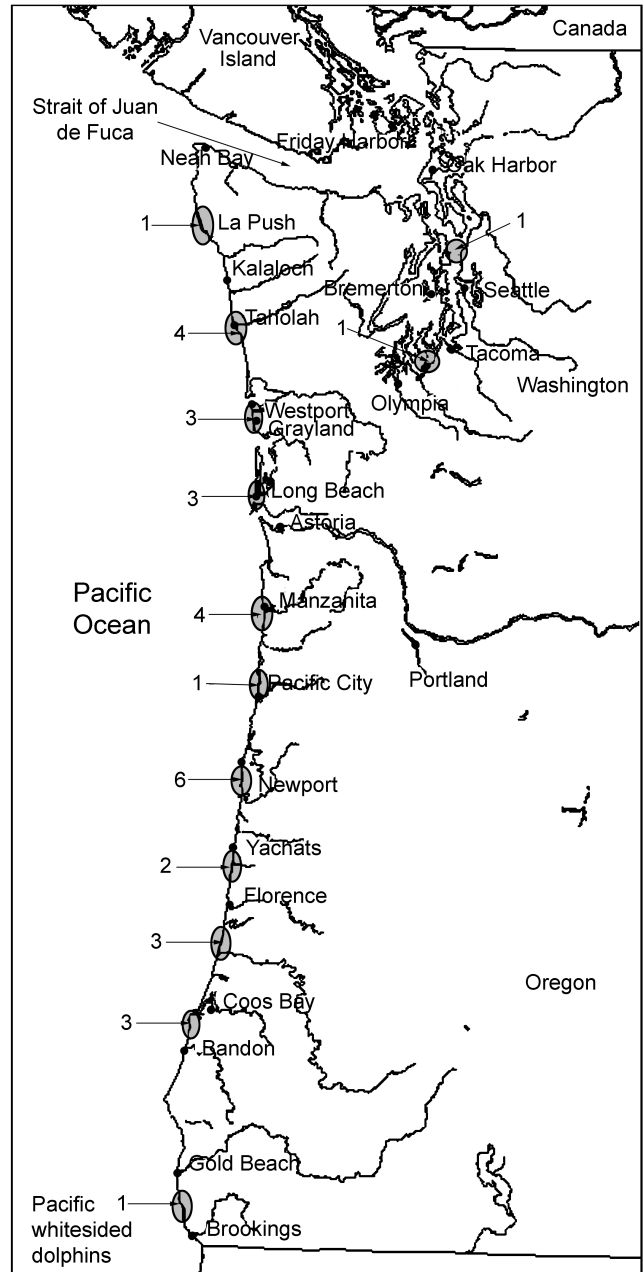 Canada
Vancouver
Island
Strait of Juan
de Fuca
Friday Harbor
Neah Bay
Oak Harbor
1
La Push
1
Kalaloch
Bremerton
Seattle
Taholah
4
1
Tacoma
Washington
Olympia
Westport
3
Grayland
3
Long Beach
Astoria
Pacific
Ocean
Manzanita
4
1
Pacific City
Portland
6
Newport
Yachats
2
Florence
3
Oregon
Coos Bay
3
Bandon
Gold Beach
1
Pacific
whitesided
dolphins
Brookings